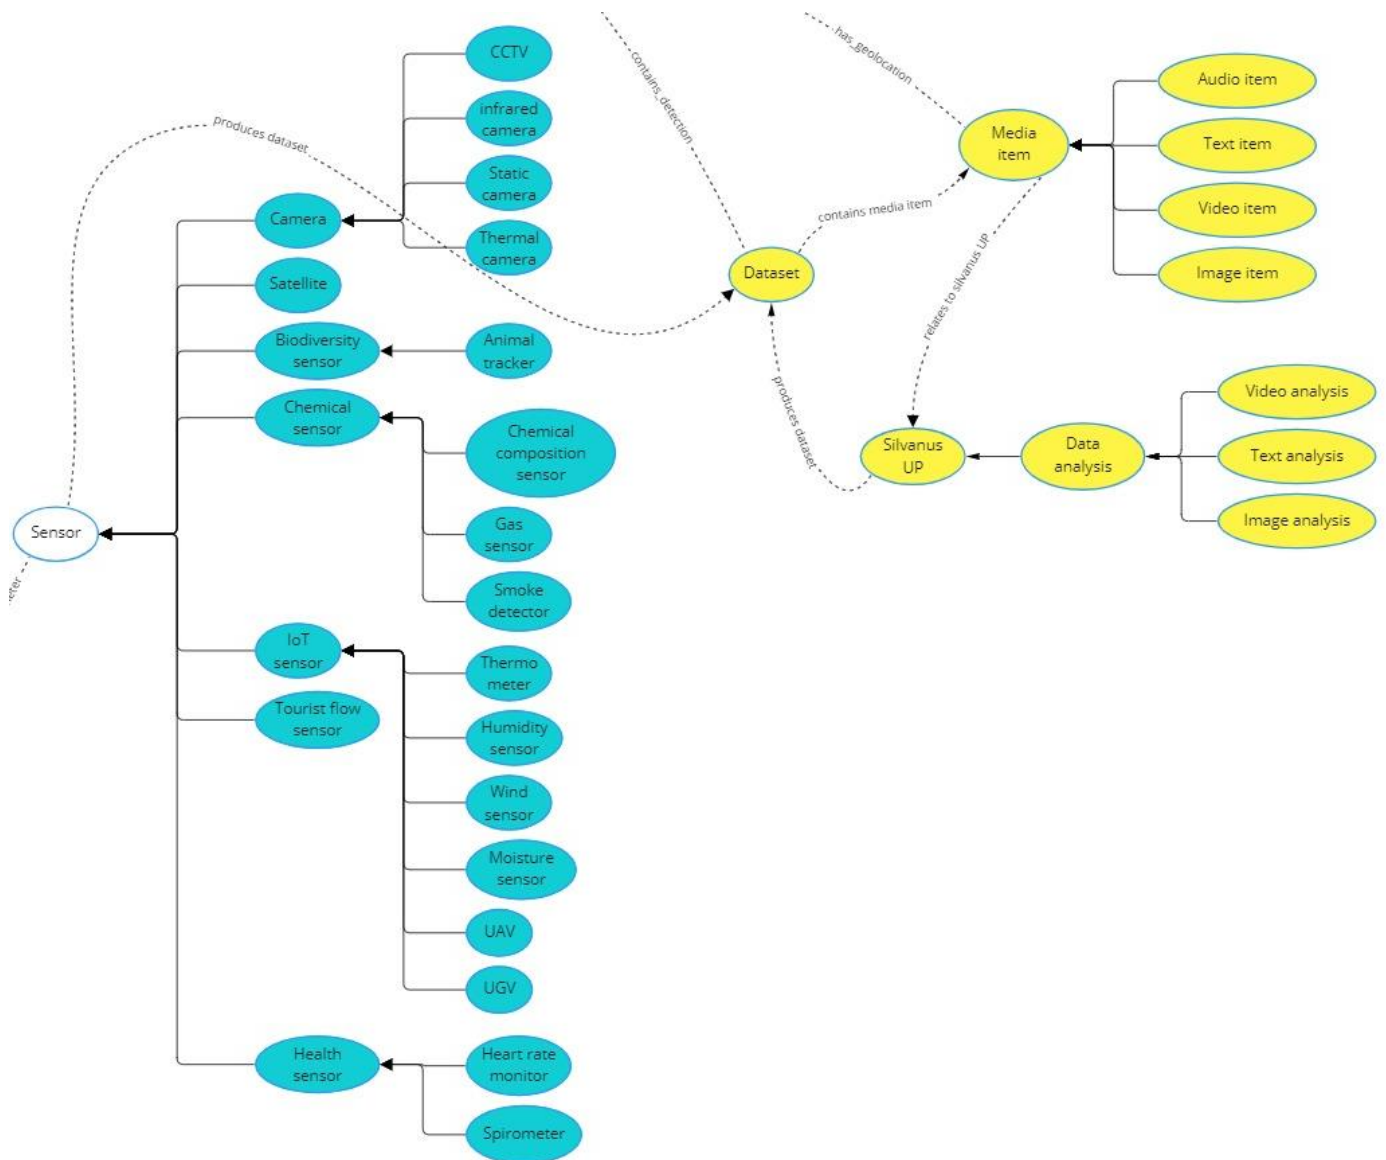 CCTV
infrared
camera
Static
camera
Thermal
camera
Camera
Satellite
Biodiversity
sensor
Animal
tracker
Chemical
sensor
Chemical
composition
sensor
Gas
sensor
Smoke
detector
Sensor
eter
IoT
sensor
Thermo
meter
Humidity
sensor
Wind
sensor
Moisture
sensor
UAV
UGV
Tourist flow
sensor
Health
sensor
Heart rate
monitor
Spirometer
produces dataset
contains_detection
has_geolocation
Dataset
contains media item
Media
item
Audio item
Text item
Video item
Image item
relates to silvanus UP
produces dataset
Silvanus
UP
Data
analysis
Video analysis
Text analysis
Image analysis